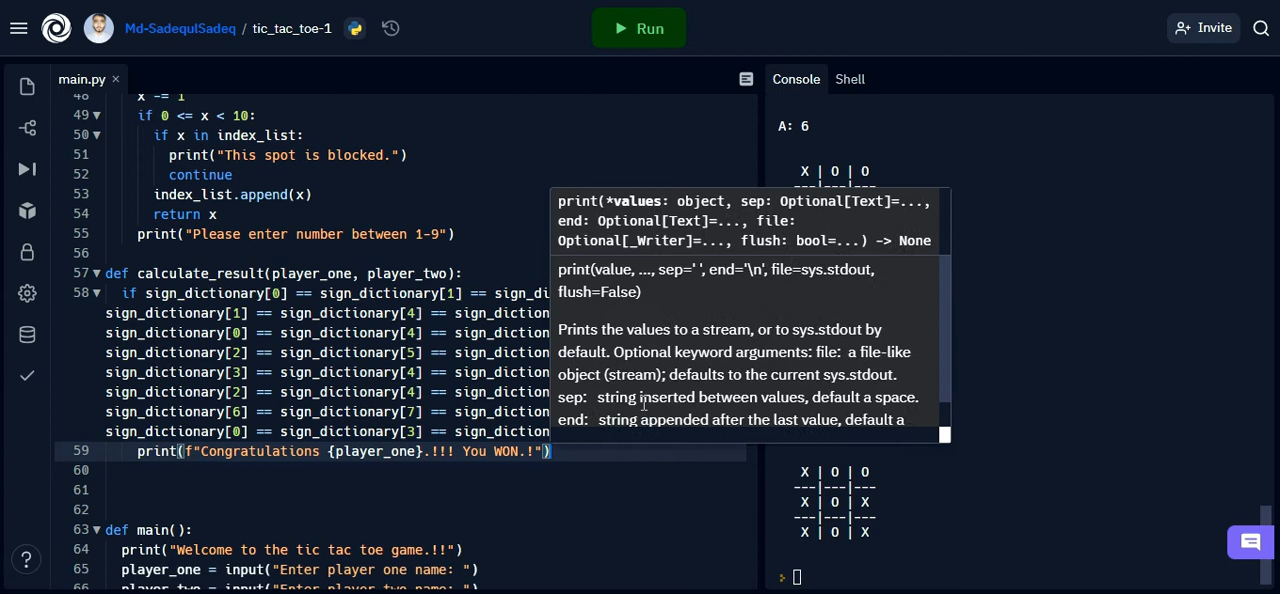 Md-SadequlSadeq / tic_tac_toe-1
Run
Invite
main.py
Console
Shell
48 x -= 1
49 if 0 <= x < 10:
50 if x in index_list:
51 print("This spot is blocked.")
52 continue
53 index_list.append(x)
54 return x
55 print("Please enter number between 1-9")
56
57 def calculate_result(player_one, player_two):
58 if sign_dictionary[0] == sign_dictionary[1] == sign_di
sign_dictionary[1] == sign_dictionary[4] == sign_diction
sign_dictionary[0] == sign_dictionary[4] == sign_diction
sign_dictionary[2] == sign_dictionary[5] == sign_diction
sign_dictionary[3] == sign_dictionary[4] == sign_diction
sign_dictionary[2] == sign_dictionary[4] == sign_diction
sign_dictionary[6] == sign_dictionary[7] == sign_diction
sign_dictionary[0] == sign_dictionary[3] == sign_diction
59 print(f"Congratulations {player_one}.!!! You WON.!")
60
61
62
63 def main():
64 print("Welcome to the tic tac toe game.!!")
65 player_one = input("Enter player one name: ")
66 player_two = input("Enter player two name: ")
print(*values: object, sep: Optional[Text]=...,
end: Optional[Text]=..., file:
Optional[_Writer]=..., flush: bool=...) -> None
print(value, ..., sep=' ', end='\n', file=sys.stdout,
flush=False)
Prints the values to a stream, or to sys.stdout by
default. Optional keyword arguments: file: a file-like
object (stream); defaults to the current sys.stdout.
sep: string inserted between values, default a space.
end: string appended after the last value, default a
A: 6
X | O | O
---|---|---
X | O | O
---|---|---
X | O | X
---|---|---
X | O | X
?